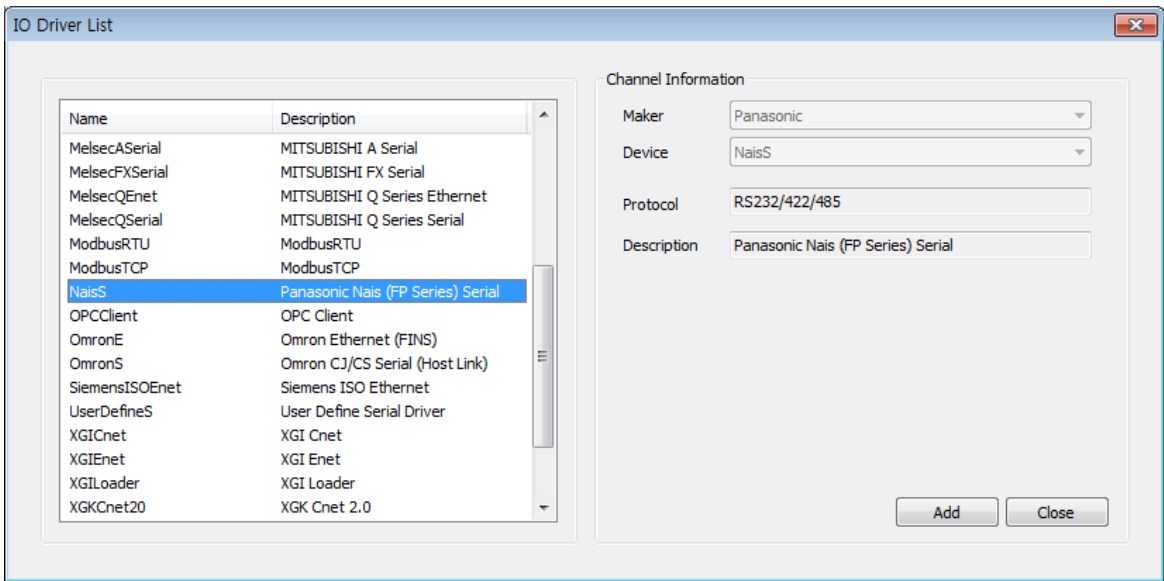 IO Driver List
Name Description
MelsecASerial MITSUBISHI A Serial
MelsecFXSerial MITSUBISHI FX Serial
MelsecQEnet MITSUBISHI Q Series Ethernet
MelsecQSerial MITSUBISHI Q Series Serial
ModbusRTU ModbusRTU
ModbusTCP ModbusTCP
NaisS Panasonic Nais (FP Series) Serial
OPCClient OPC Client
OmronE Omron Ethernet (FINS)
OmronS Omron CJ/CS Serial (Host Link)
SiemensISOEnet Siemens ISO Ethernet
UserDefineS User Define Serial Driver
XGICnet XGI Cnet
XGIEnet XGI Enet
XGILoader XGI Loader
XGKCnet20 XGK Cnet 2.0
Channel Information
Maker Panasonic
Device NaisS
Protocol RS232/422/485
Description Panasonic Nais (FP Series) Serial
Add Close